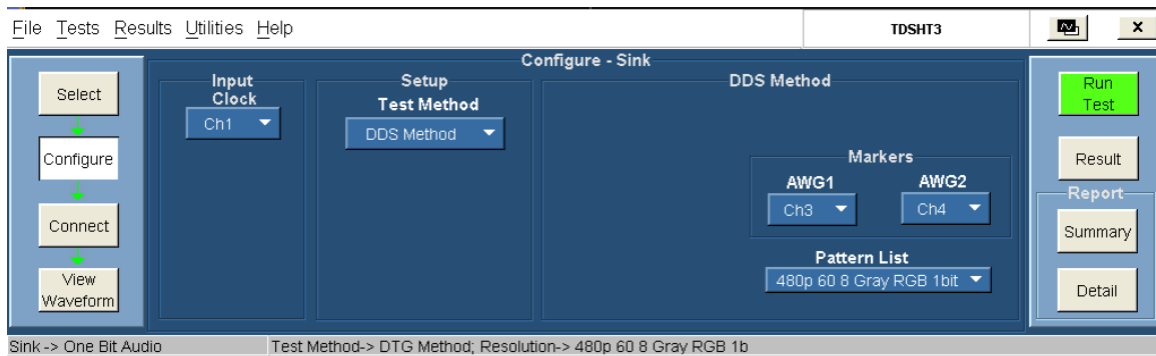 File Tests Results Utilities Help
TDSHT3
x
Configure - Sink
Select
Configure
Connect
View
Waveform
Input
Clock
Ch1
Setup
Test Method
DDS Method
DDS Method
Markers
AWG1 AWG2
Ch3 Ch4
Pattern List
480p 60 8 Gray RGB 1bit
Run
Test
Result
Report
Summary
Detail
Sink -> One Bit Audio
Test Method-> DTG Method; Resolution-> 480p 60 8 Gray RGB 1b